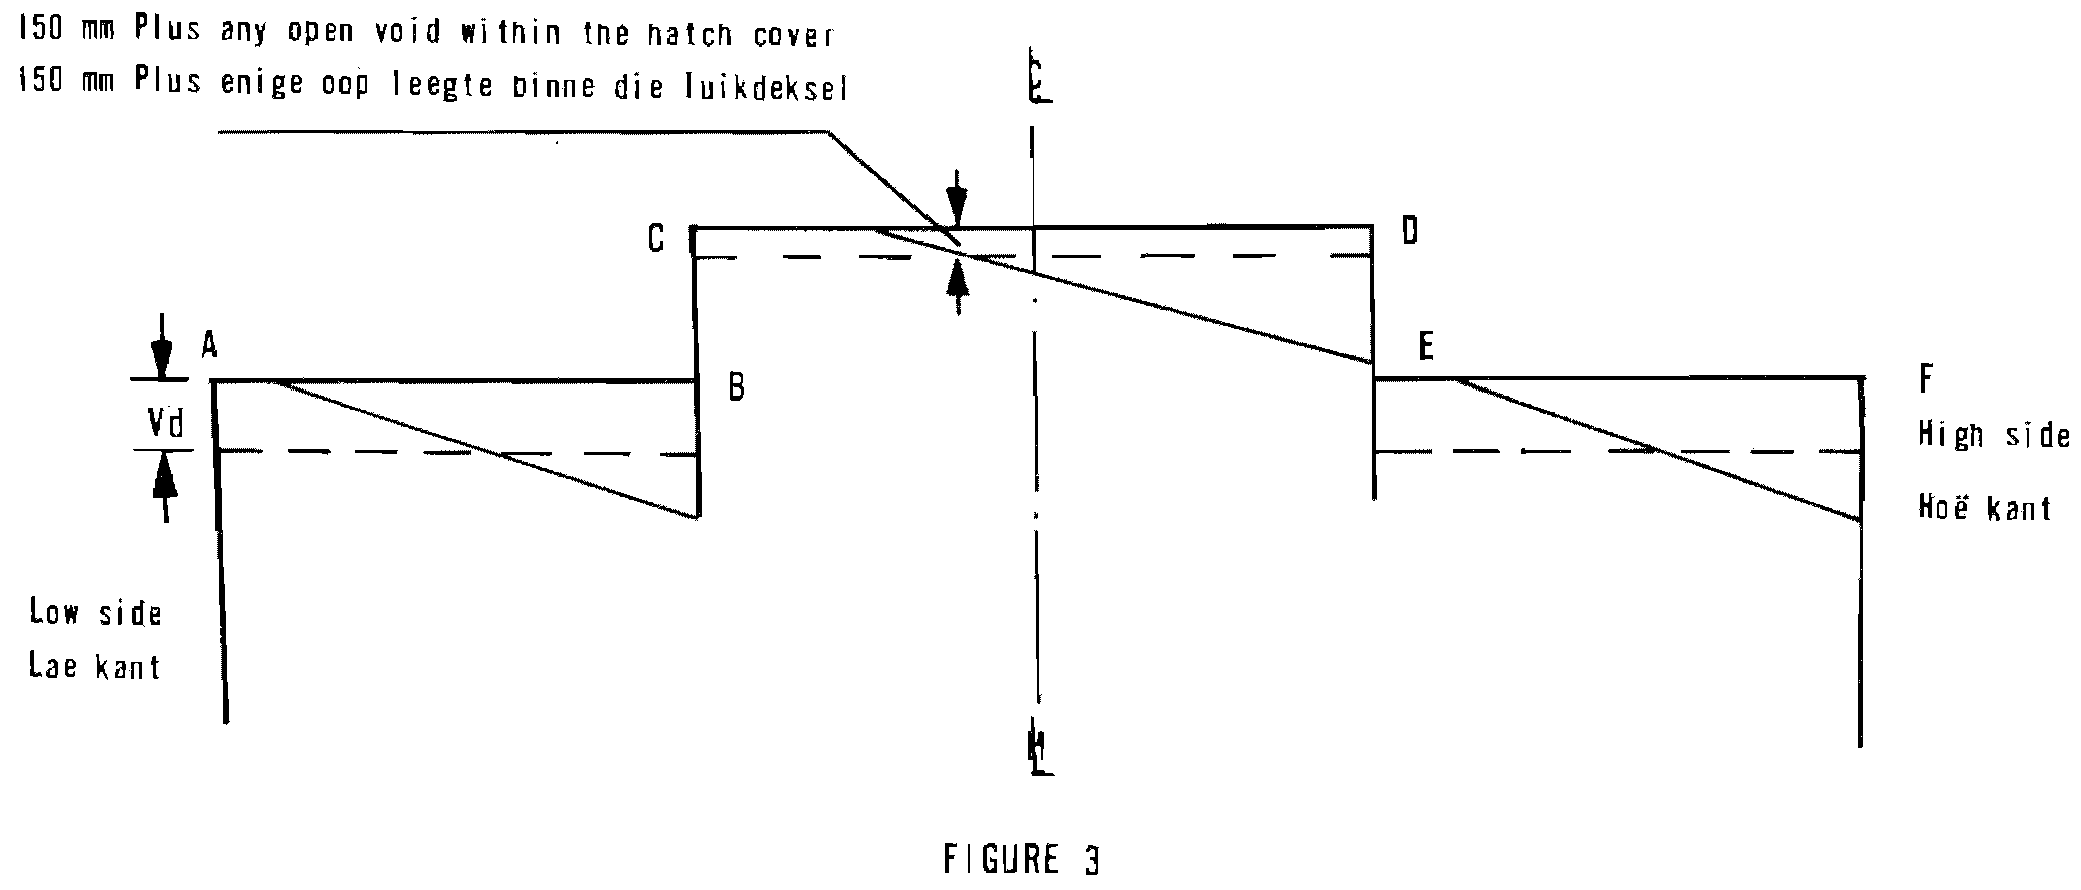 150 mm Plus any open void within the hatch cover
150 mm Plus enige oop leegte binne die luikdeksel
C
L
C
D
A
E
B
F
Vd
High side
Hoë kant
Low side
Lae kant
M
L
FIGURE 3